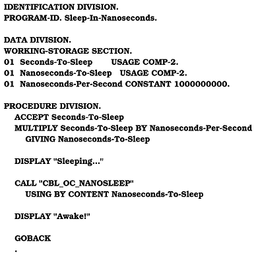 IDENTIFICATION DIVISION.
PROGRAM-ID. Sleep-In-Nanoseconds.
DATA DIVISION.
WORKING-STORAGE SECTION.
01 Seconds-To-Sleep USAGE COMP-2.
01 Nanoseconds-To-Sleep USAGE COMP-2.
01 Nanoseconds-Per-Second CONSTANT 1000000000.
PROCEDURE DIVISION.
ACCEPT Seconds-To-Sleep
MULTIPLY Seconds-To-Sleep BY Nanoseconds-Per-Second
GIVING Nanoseconds-To-Sleep
DISPLAY "Sleeping..."
CALL "CBL_OC_NANOSLEEP"
USING BY CONTENT Nanoseconds-To-Sleep
DISPLAY "Awake!"
GOBACK
.